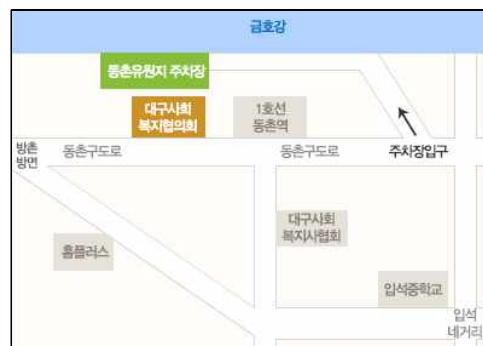 금호강
동촌유원지 주차장
대구사회
복지협의회
1호선
동촌역
방촌
방면
동촌구도로
동촌구도로
주차장입구
대구사회
복지사협회
홈플러스
입석중학교
입석
네거리